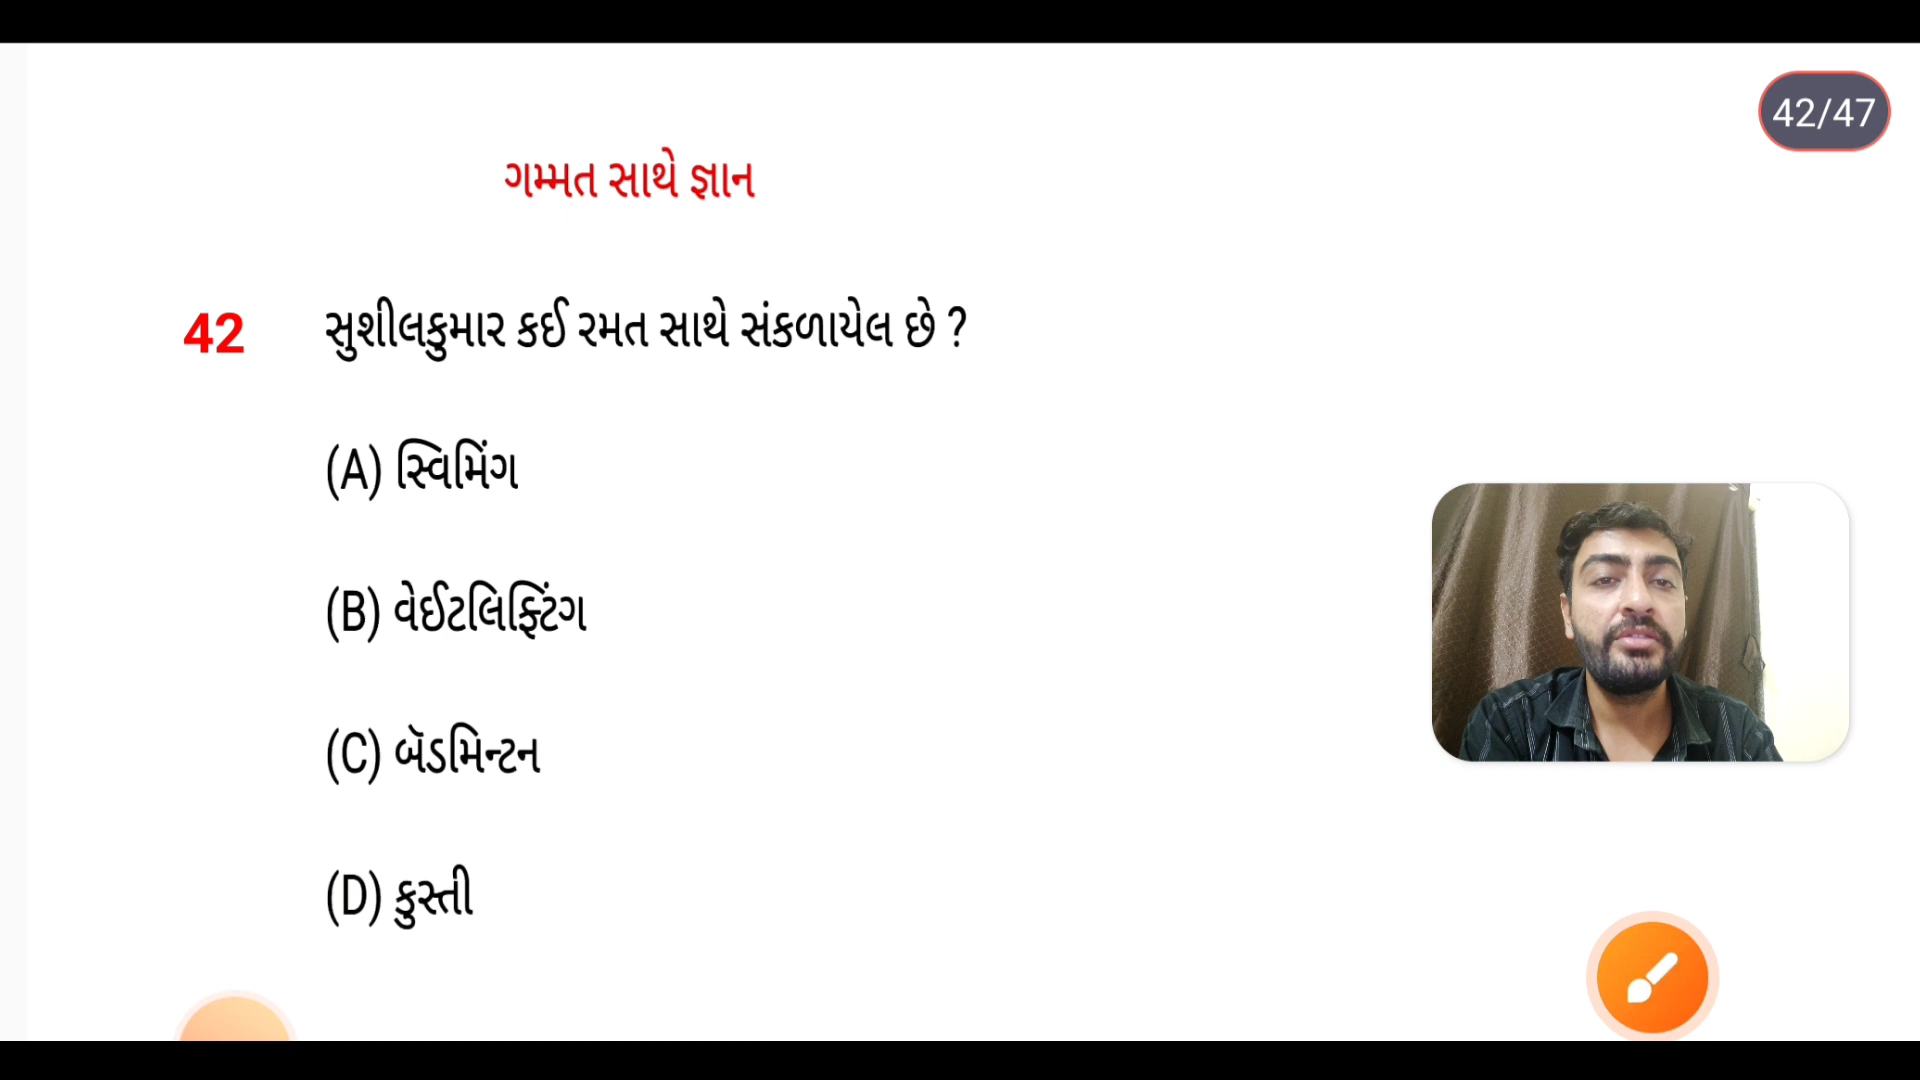 42/47
ગમ્મત સાથે જ્ઞાન
42 સુશીલકુમાર કઈ રમત સાથે સંકળાયેલ છે ?
(A) સ્વિમિંગ
(B) વેઈટલિફ્ટિંગ
(C) બૅડમિન્ટન
(D) કુસ્તી